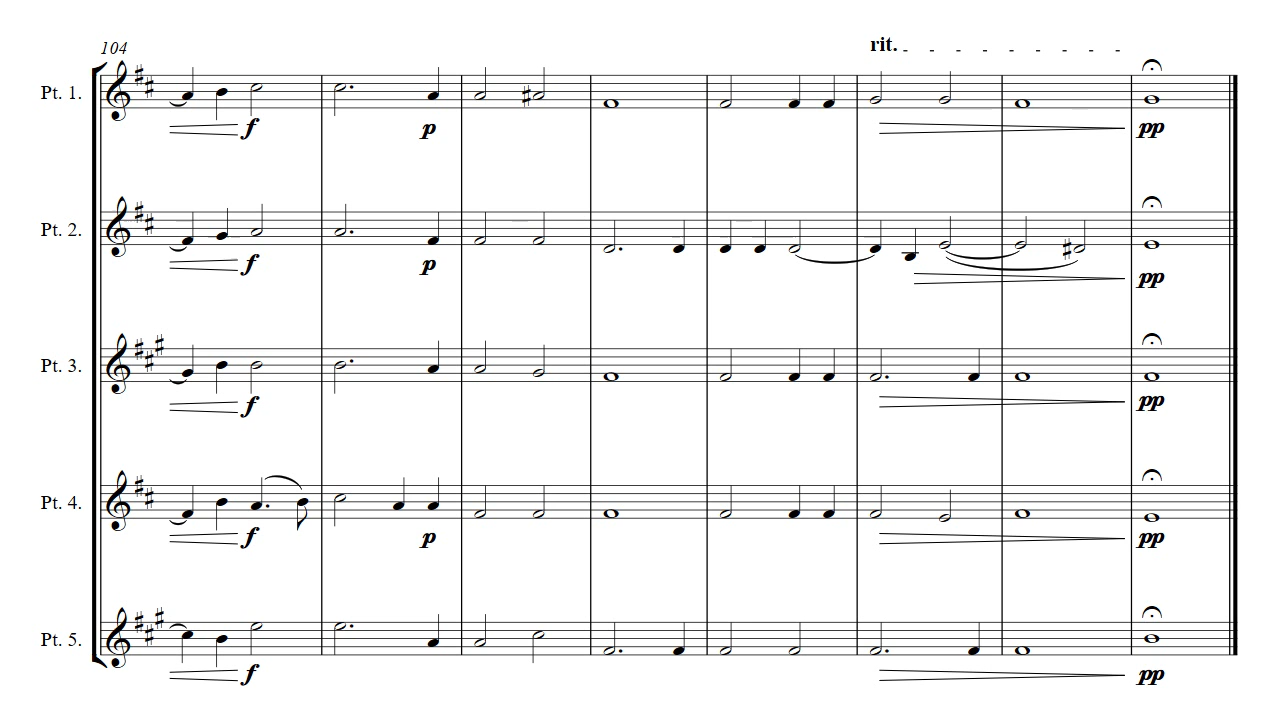 104
rit.
Pt. 1.
f p pp
Pt. 2.
f p pp
Pt. 3.
f pp
Pt. 4.
f p pp
Pt. 5.
f pp